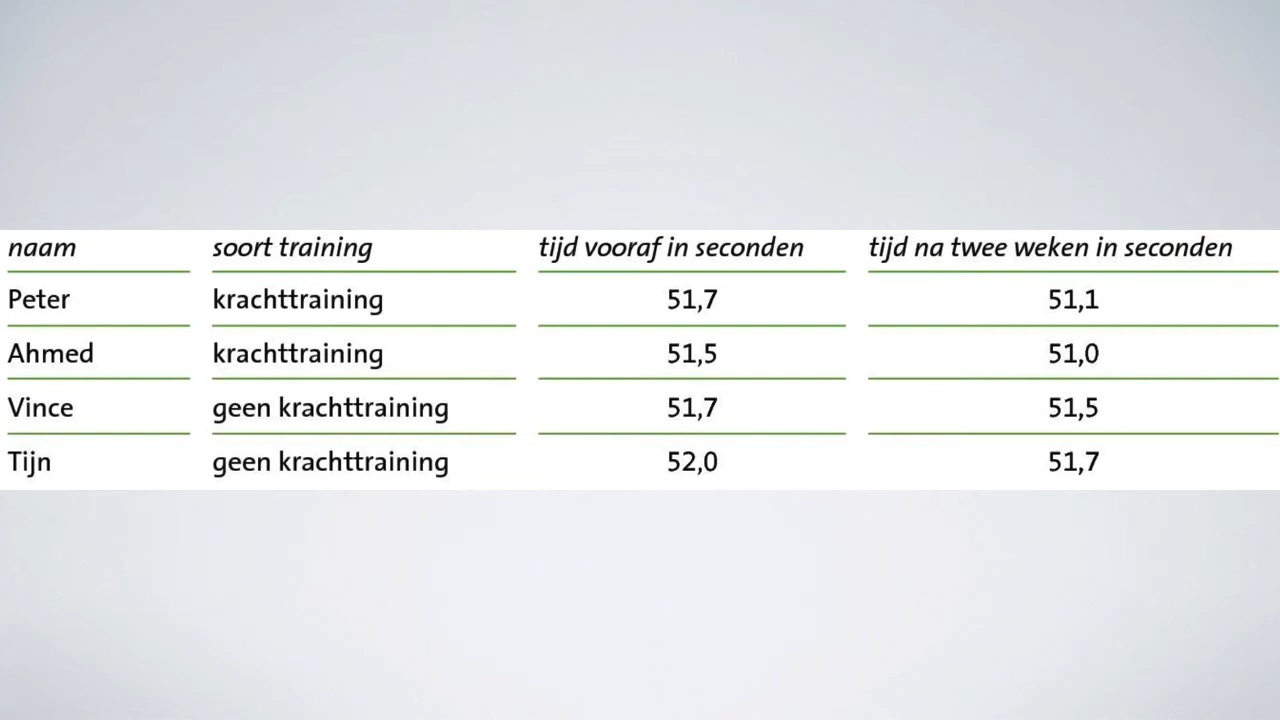 naam soort training tijd vooraf in seconden tijd na twee weken in seconden
Peter krachttraining 51,7 51,1
Ahmed krachttraining 51,5 51,0
Vince geen krachttraining 51,7 51,5
Tijn geen krachttraining 52,0 51,7